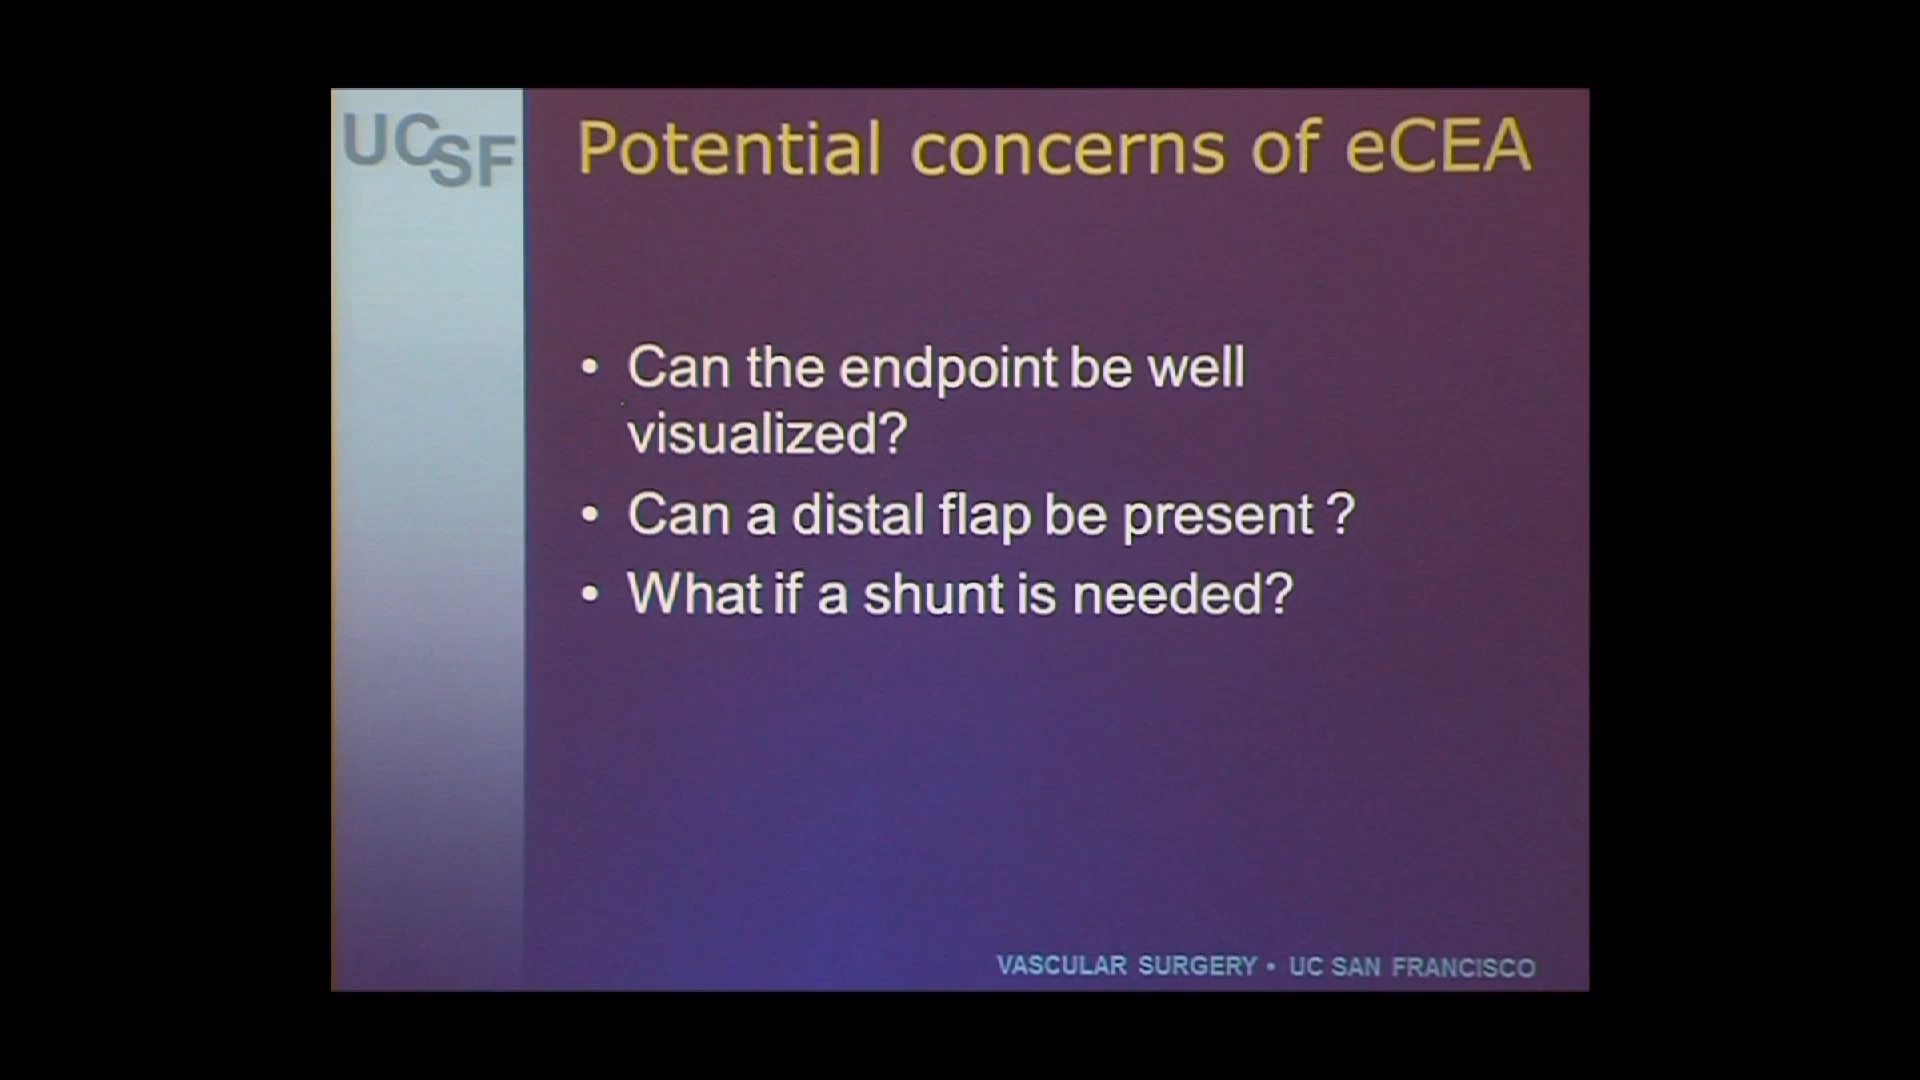 UCSF
Potential concerns of eCEA
• Can the endpoint be well
visualized?
• Can a distal flap be present ?
• What if a shunt is needed?
VASCULAR SURGERY • UC SAN FRANCISCO